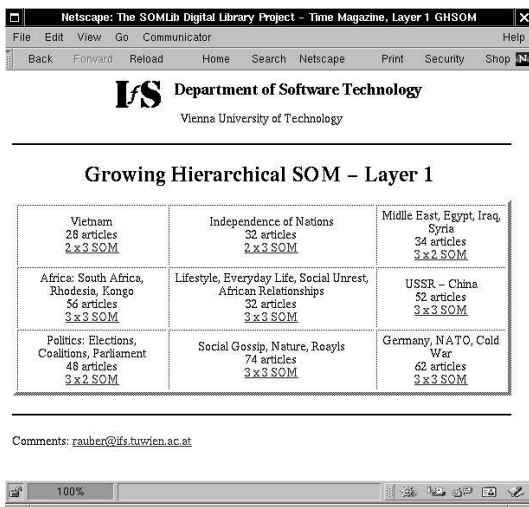 Netscape: The SOMLib Digital Library Project – Time Magazine, Layer 1 GHSOM
File Edit View Go Communicator Help
Back Forward Reload Home Search Netscape Print Security Shop N
IfS Department of Software Technology
Vienna University of Technology
Growing Hierarchical SOM – Layer 1
Vietnam
28 articles
2 x 3 SOM
Independence of Nations
32 articles
2 x 3 SOM
Midlle East, Egypt, Iraq,
Syria
34 articles
3 x 2 SOM
Africa: South Africa,
Rhodesia, Kongo
56 articles
3 x 3 SOM
Lifestyle, Everyday Life, Social Unrest,
African Relationships
32 articles
3 x 3 SOM
USSR – China
52 articles
3 x 3 SOM
Politics: Elections,
Coalitions, Parliament
48 articles
3 x 2 SOM
Social Gossip, Nature, Roayls
74 articles
3 x 3 SOM
Germany, NATO, Cold
War
62 articles
3 x 3 SOM
Comments: rauber@ifs.tuwien.ac.at
100%